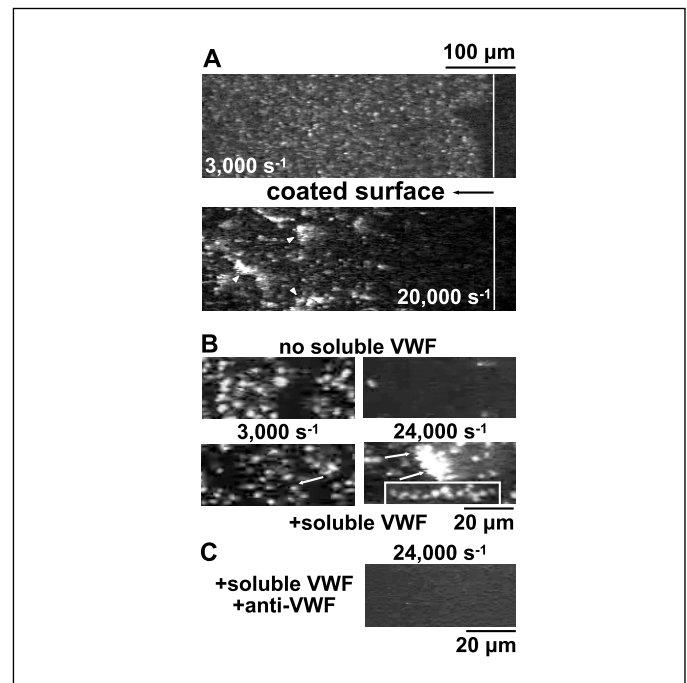 A
100 µm
3,000 s-1
coated surface
20,000 s-1
B
no soluble VWF
3,000 s-1
24,000 s-1
+soluble VWF
20 µm
C
24,000 s-1
+soluble VWF
+anti-VWF
20 µm